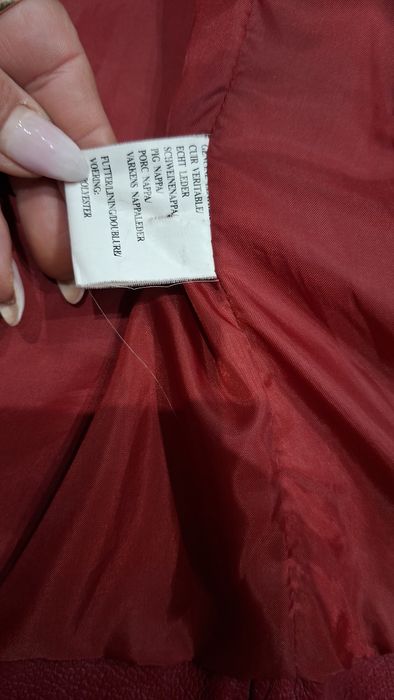 CUIR VERITABLE/
ECHT LEDER
SCHWEINENAPPA/
PIG NAPPA/
PORC NAPPA/
VARKENS NAPPALEDER
FUTTER/LINING/DOUBLURE/
VOERING:
POLYESTER